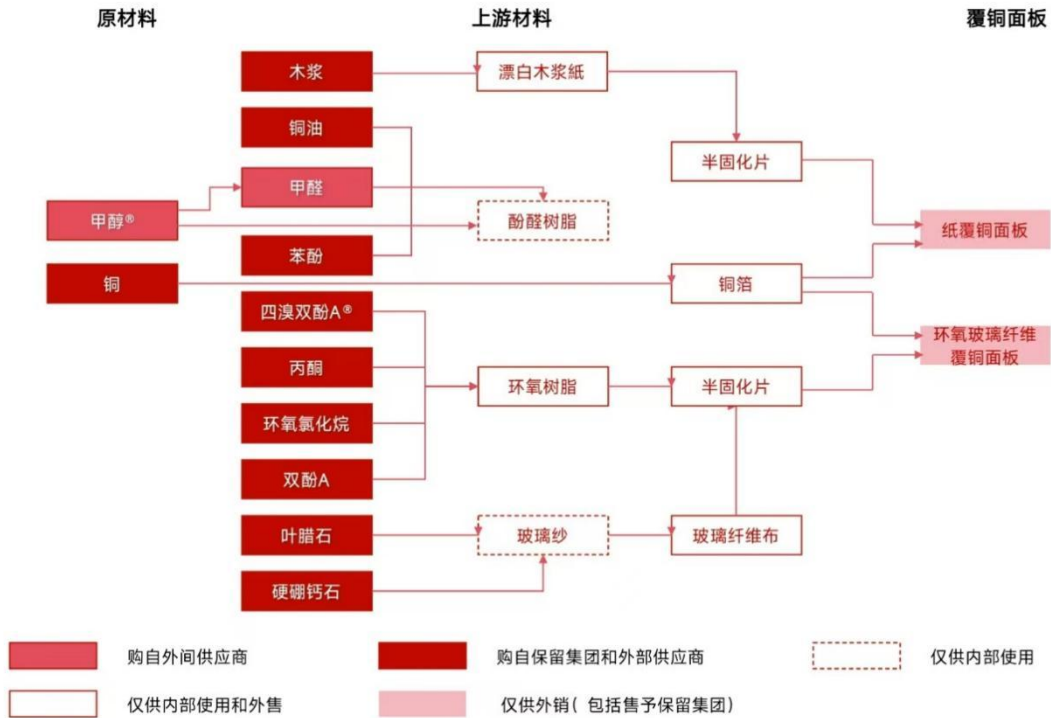 原材料
上游材料
覆铜面板
木浆
漂白木浆紙
铜油
半固化片
甲醛
甲醇®
酚醛树脂
纸覆铜面板
苯酚
铜
铜箔
四溴双酚A®
环氧玻璃纤维
覆铜面板
丙酮
环氧树脂
半固化片
环氧氯化烷
双酚A
叶腊石
玻璃纱
玻璃纤维布
硬硼钙石
购自外间供应商
购自保留集团和外部供应商
仅供内部使用
仅供内部使用和外售
仅供外销( 包括售予保留集团)